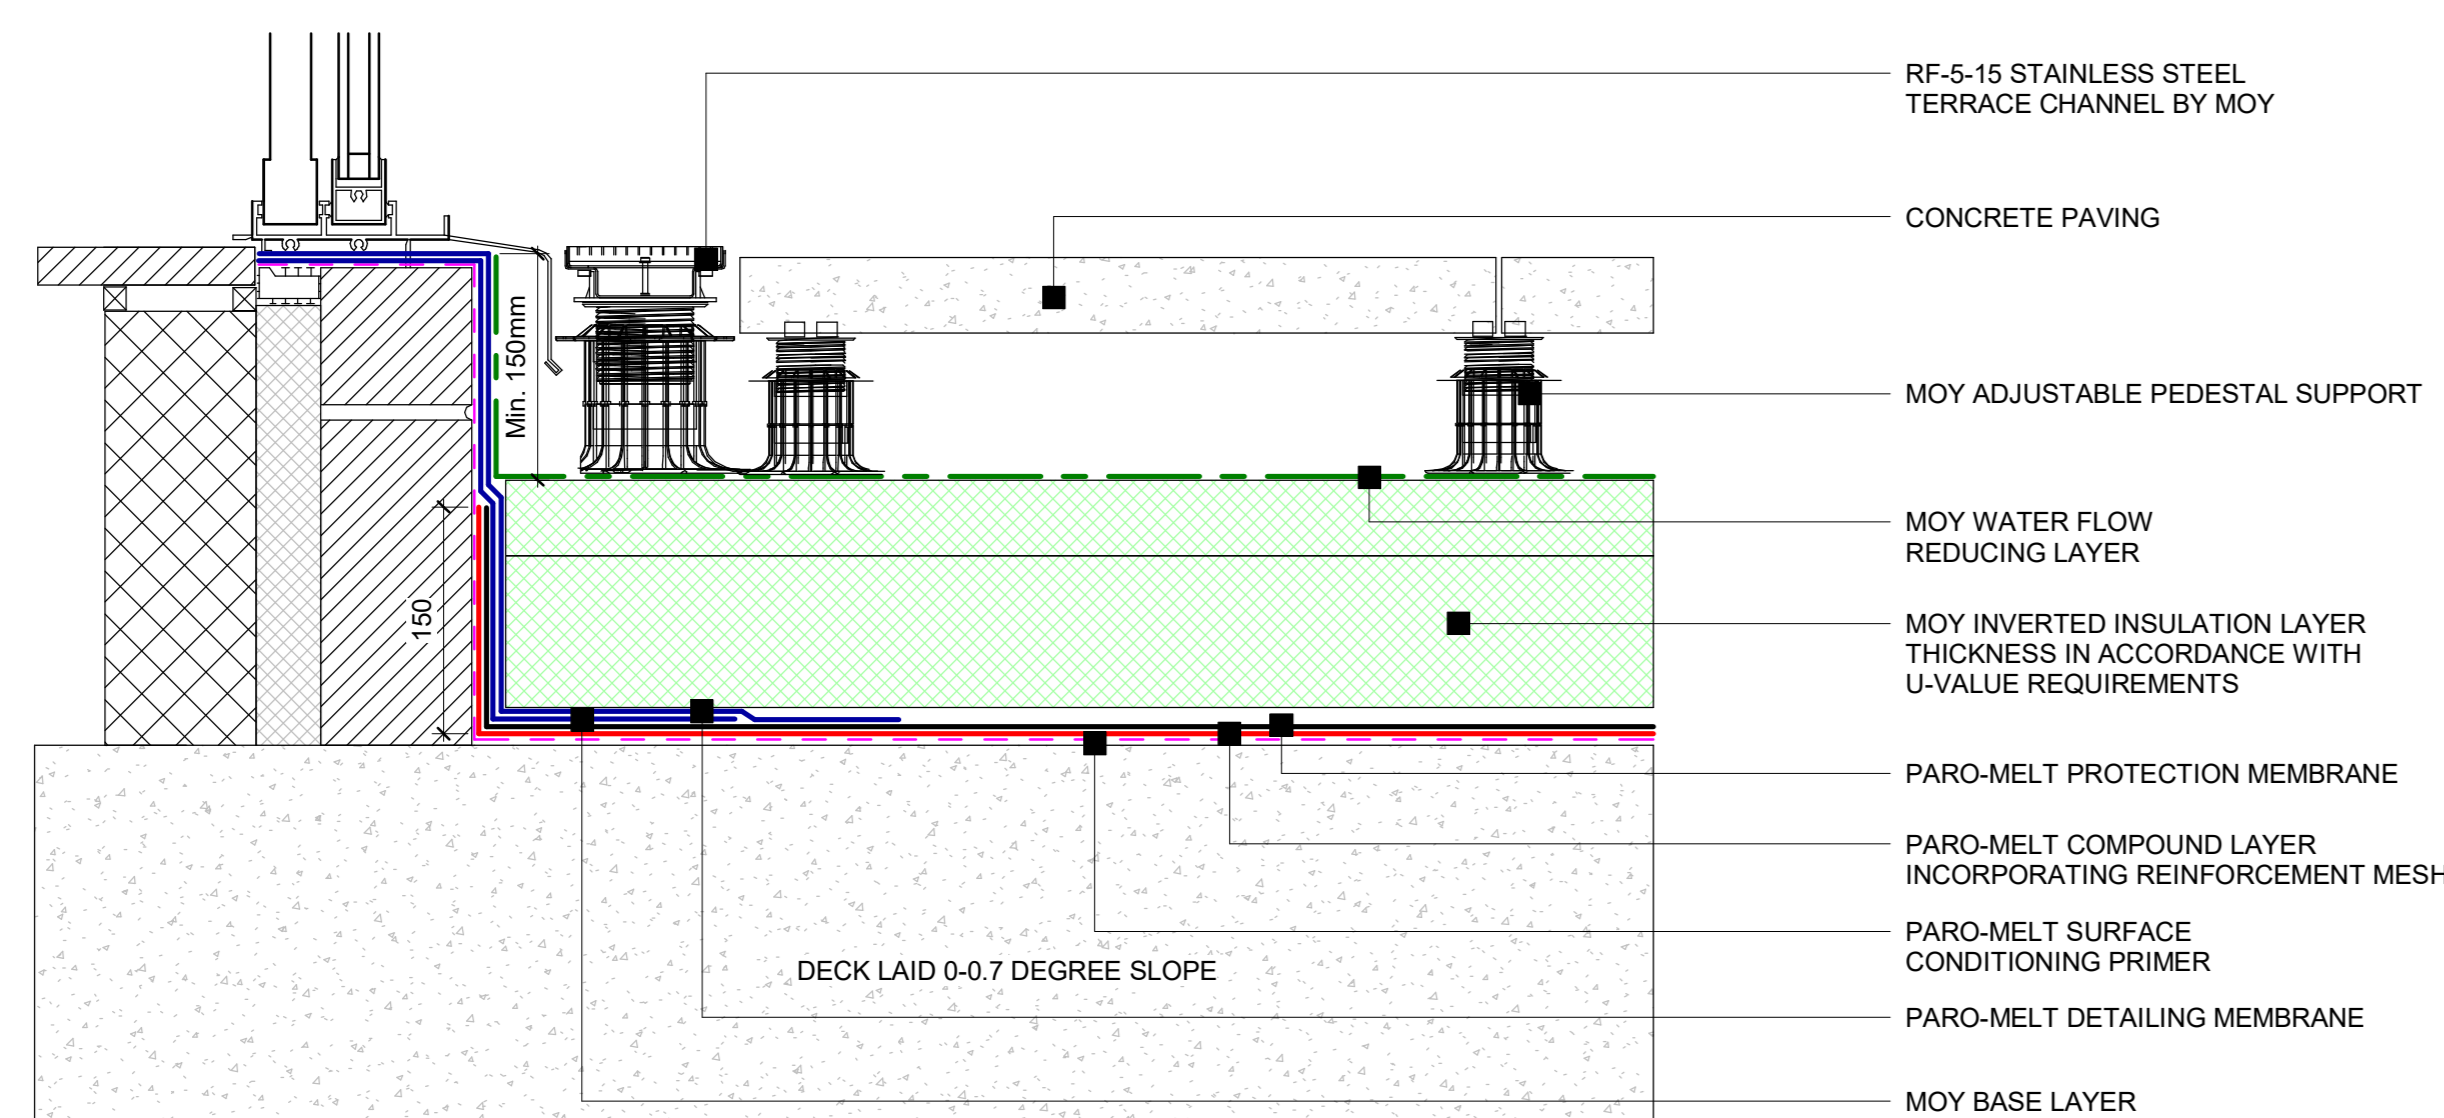 RF-5-15 STAINLESS STEEL
TERRACE CHANNEL BY MOY
CONCRETE PAVING
Min. 150mm
MOY ADJUSTABLE PEDESTAL SUPPORT
MOY WATER FLOW
REDUCING LAYER
150
MOY INVERTED INSULATION LAYER
THICKNESS IN ACCORDANCE WITH
U-VALUE REQUIREMENTS
PARO-MELT PROTECTION MEMBRANE
PARO-MELT COMPOUND LAYER
INCORPORATING REINFORCEMENT MESH
PARO-MELT SURFACE
CONDITIONING PRIMER
DECK LAID 0-0.7 DEGREE SLOPE
PARO-MELT DETAILING MEMBRANE
MOY BASE LAYER